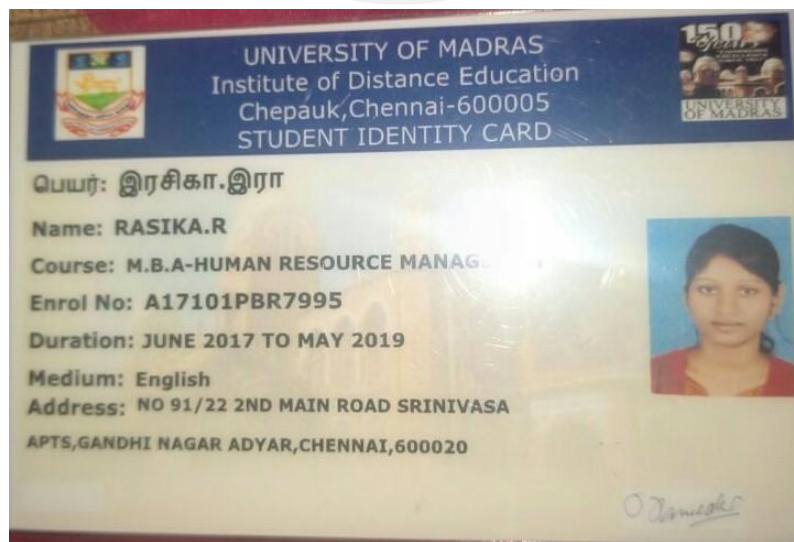 UNIVERSITY OF MADRAS
Institute of Distance Education
Chepauk,Chennai-600005
STUDENT IDENTITY CARD
150
Years
UNIVERSITY
OF MADRAS
பெயர்: இரசிகா.இரா
Name: RASIKA.R
Course: M.B.A-HUMAN RESOURCE
Enrol No: A17101PBR7995
Duration: JUNE 2017 TO MAY 2019
Medium: English
Address: NO 91/22 2ND MAIN ROAD SRINIVASA
APTS,GANDHI NAGAR ADYAR,CHENNAI,600020